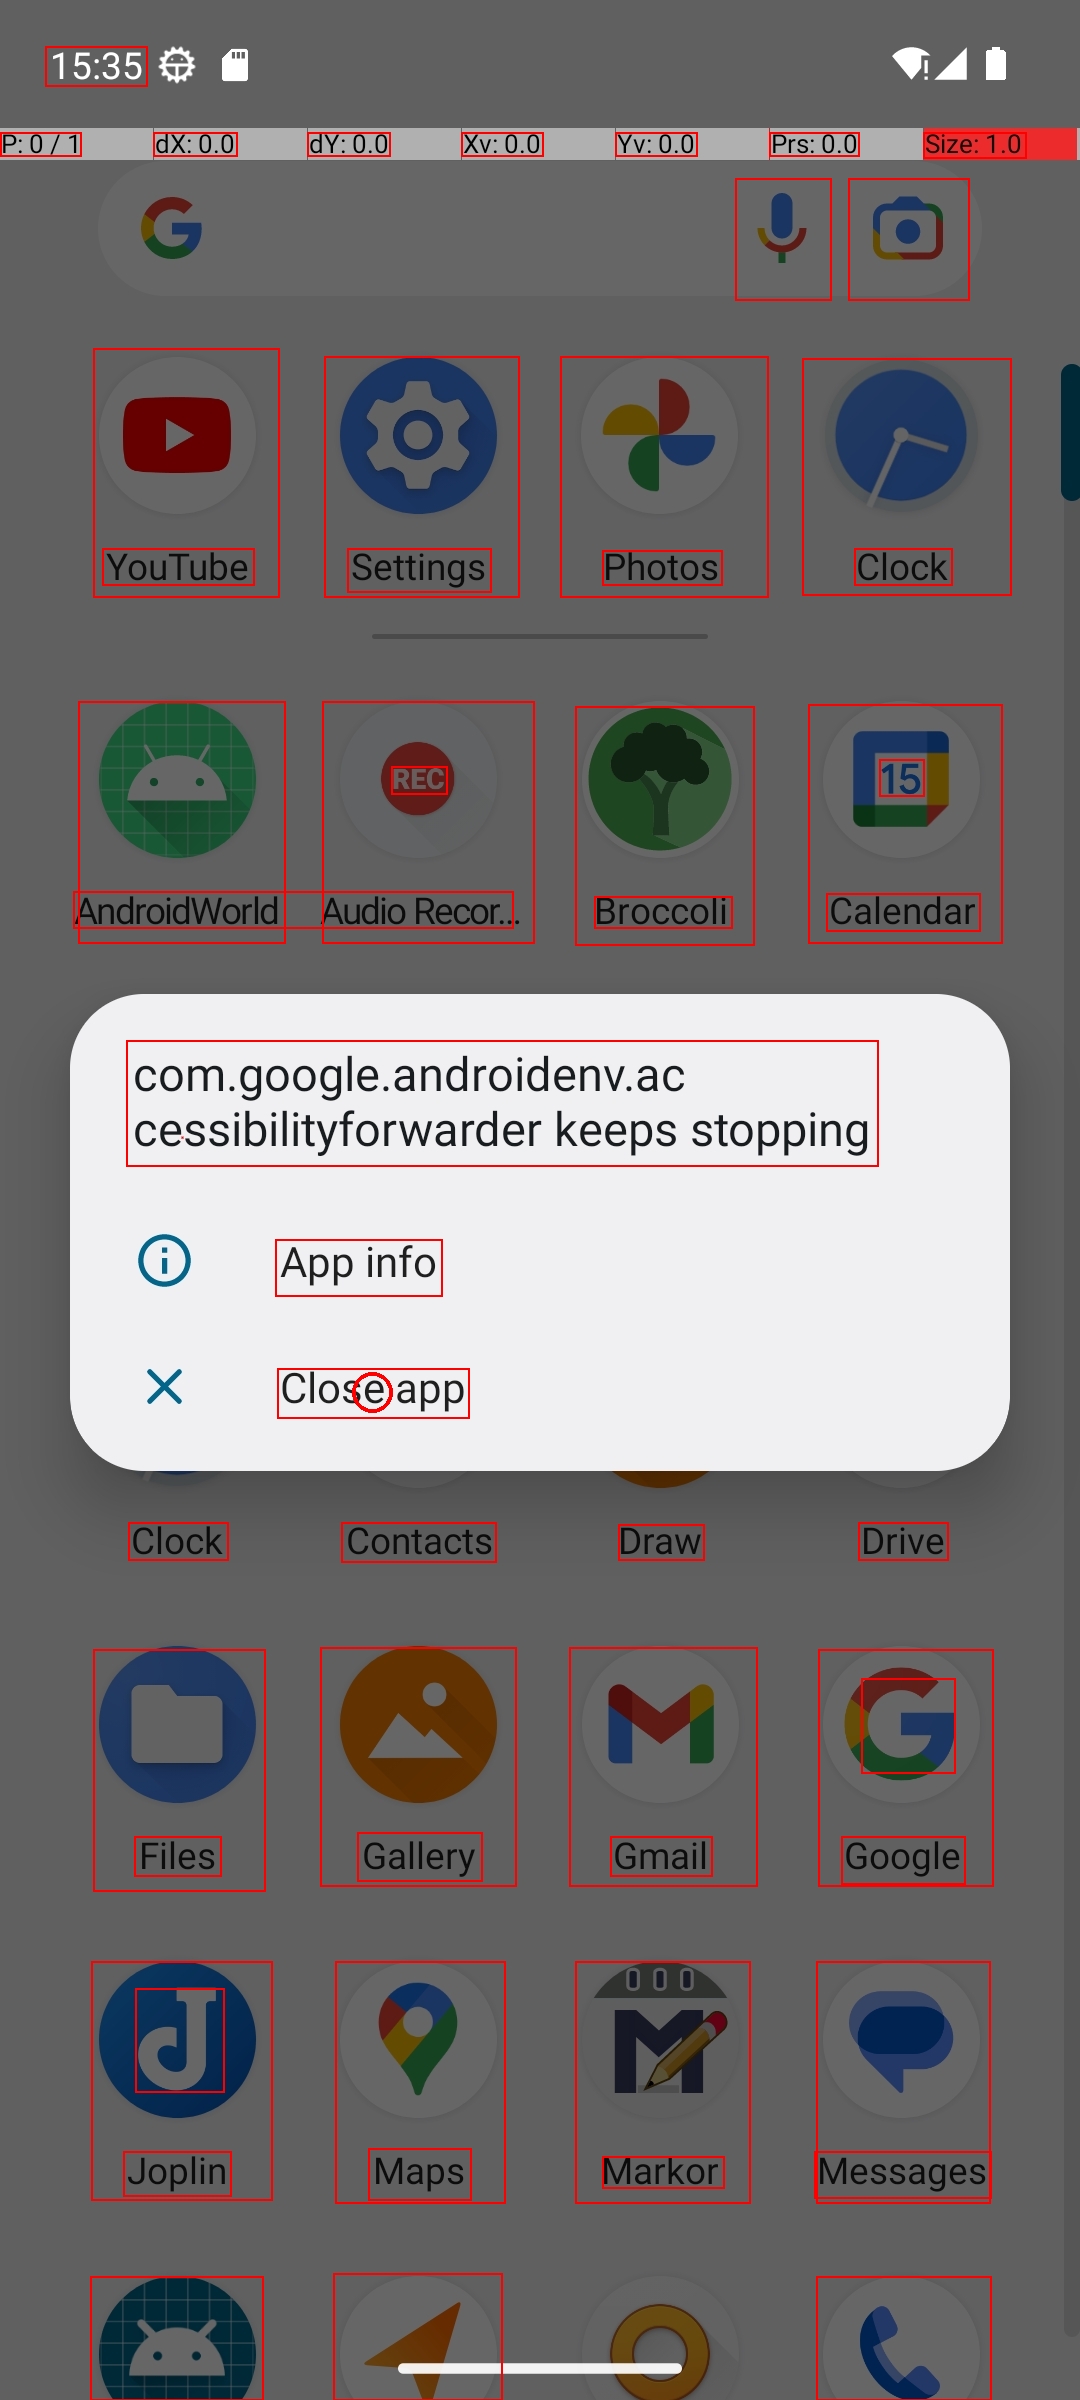 15:35
P: 0 / 1 dX: 0.0 dY: 0.0 Xv: 0.0 Yv: 0.0 Prs: 0.0 Size: 1.0
YouTube Settings Photos Clock
REC 15
AndroidWorld Audio Recor... Broccoli Calendar
com.google.androidenv.ac
cessibilityforwarder keeps stopping
App info
Close app
Clock Contacts Draw Drive
Files Gallery Gmail Google
Joplin Maps Markor Messages